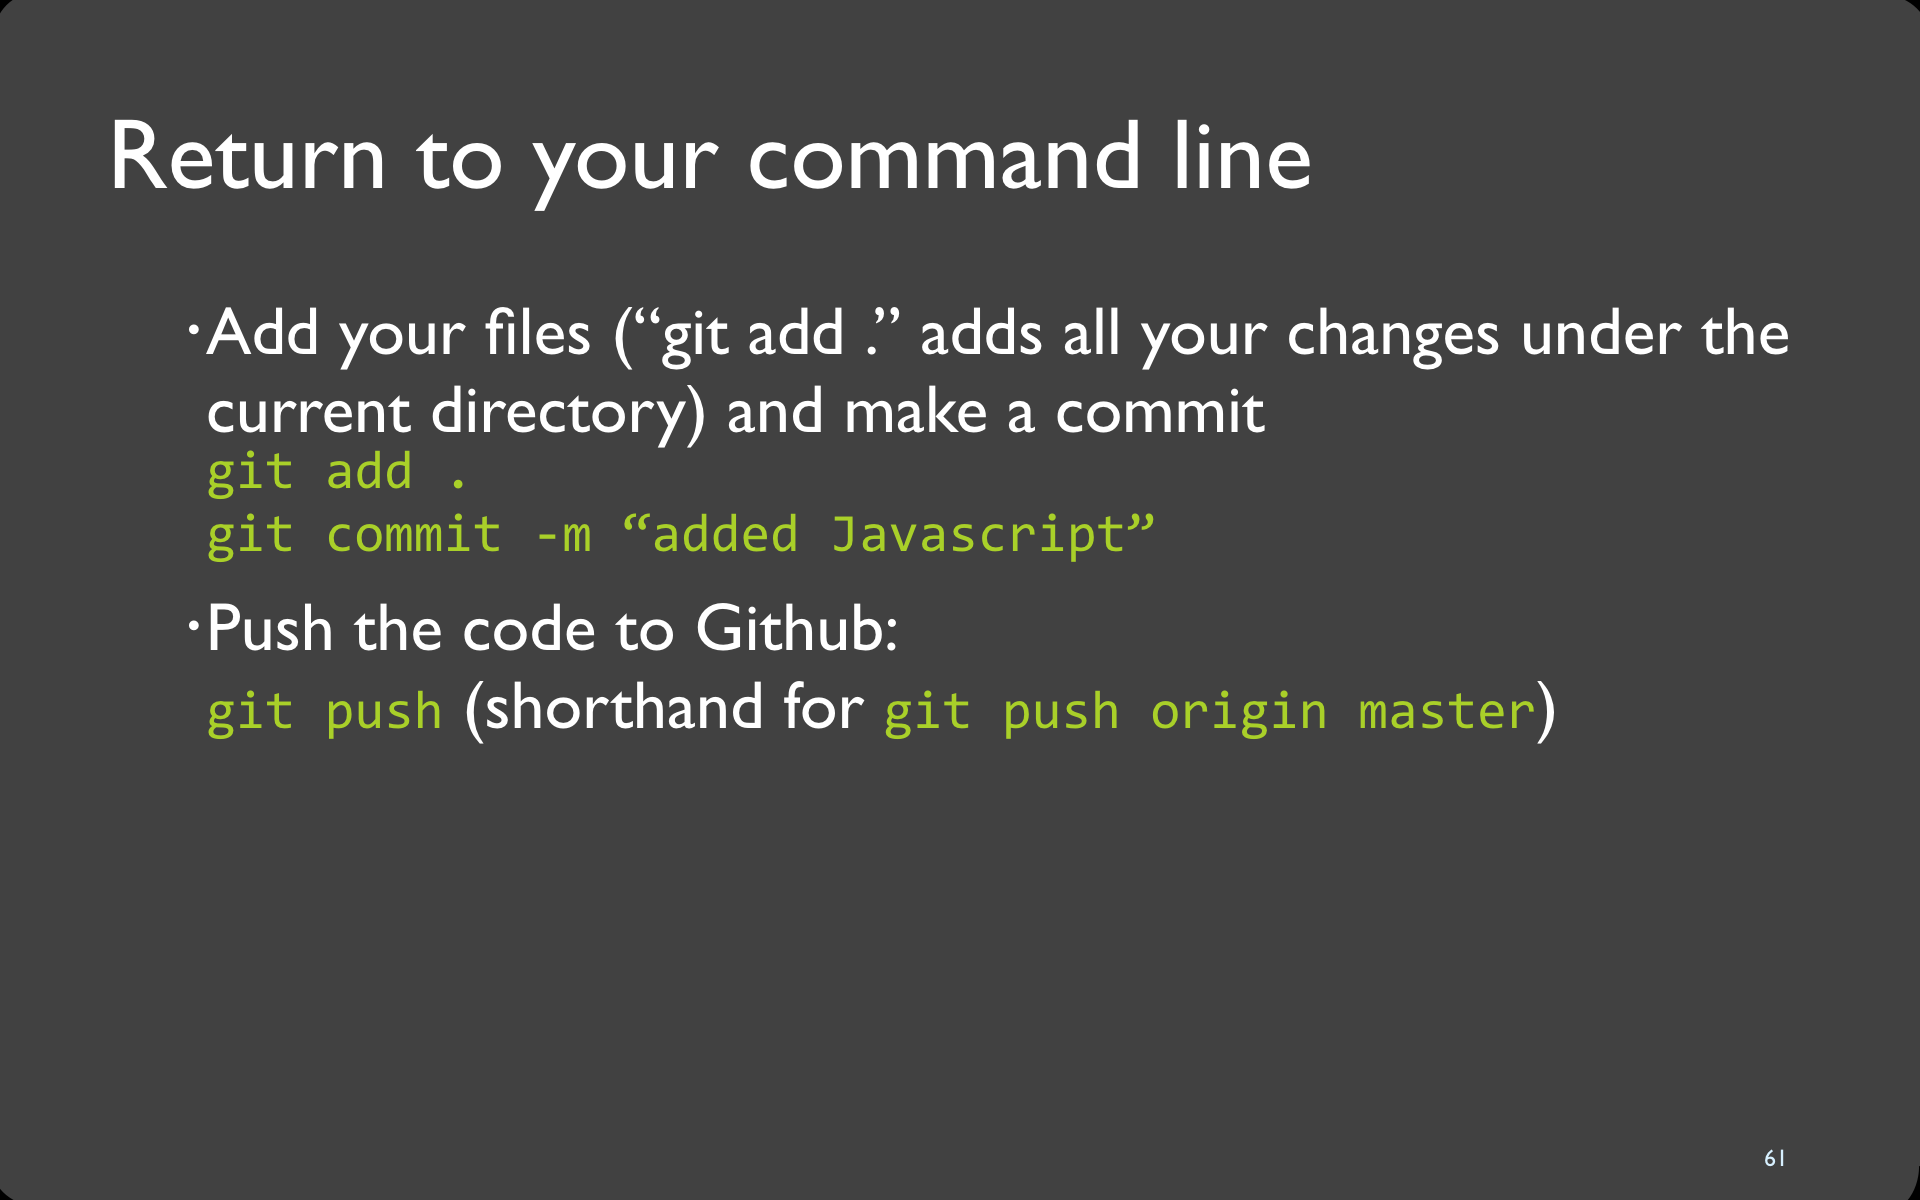 Return to your command line
•Add your files (“git add .” adds all your changes under the
current directory) and make a commit
git add .
git commit -m “added Javascript”
•Push the code to Github:
git push (shorthand for git push origin master)
61